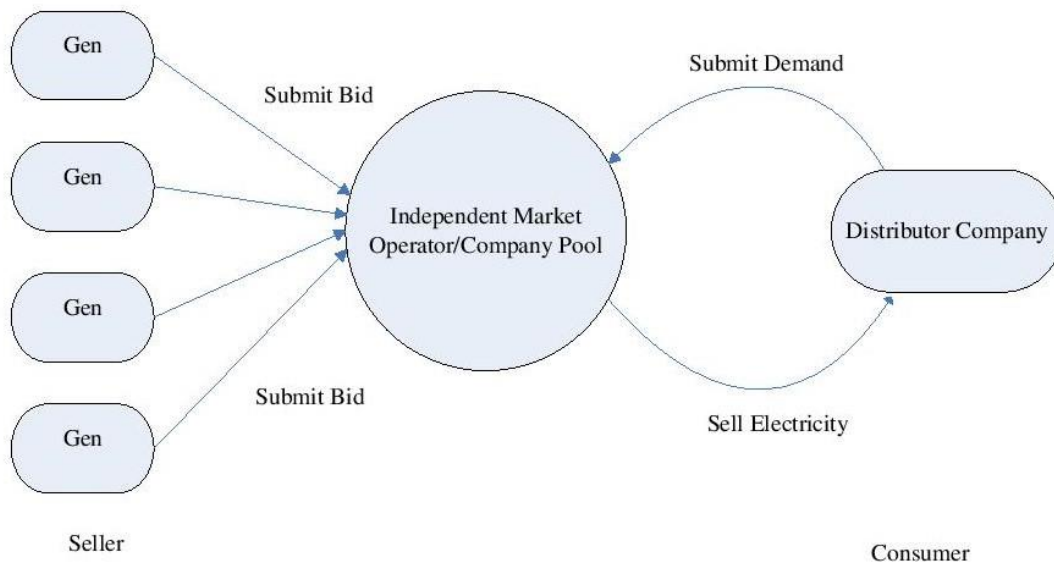 Gen
Submit Demand
Submit Bid
Gen
Independent Market
Operator/Company Pool
Distributor Company
Gen
Submit Bid
Gen
Sell Electricity
Seller
Consumer